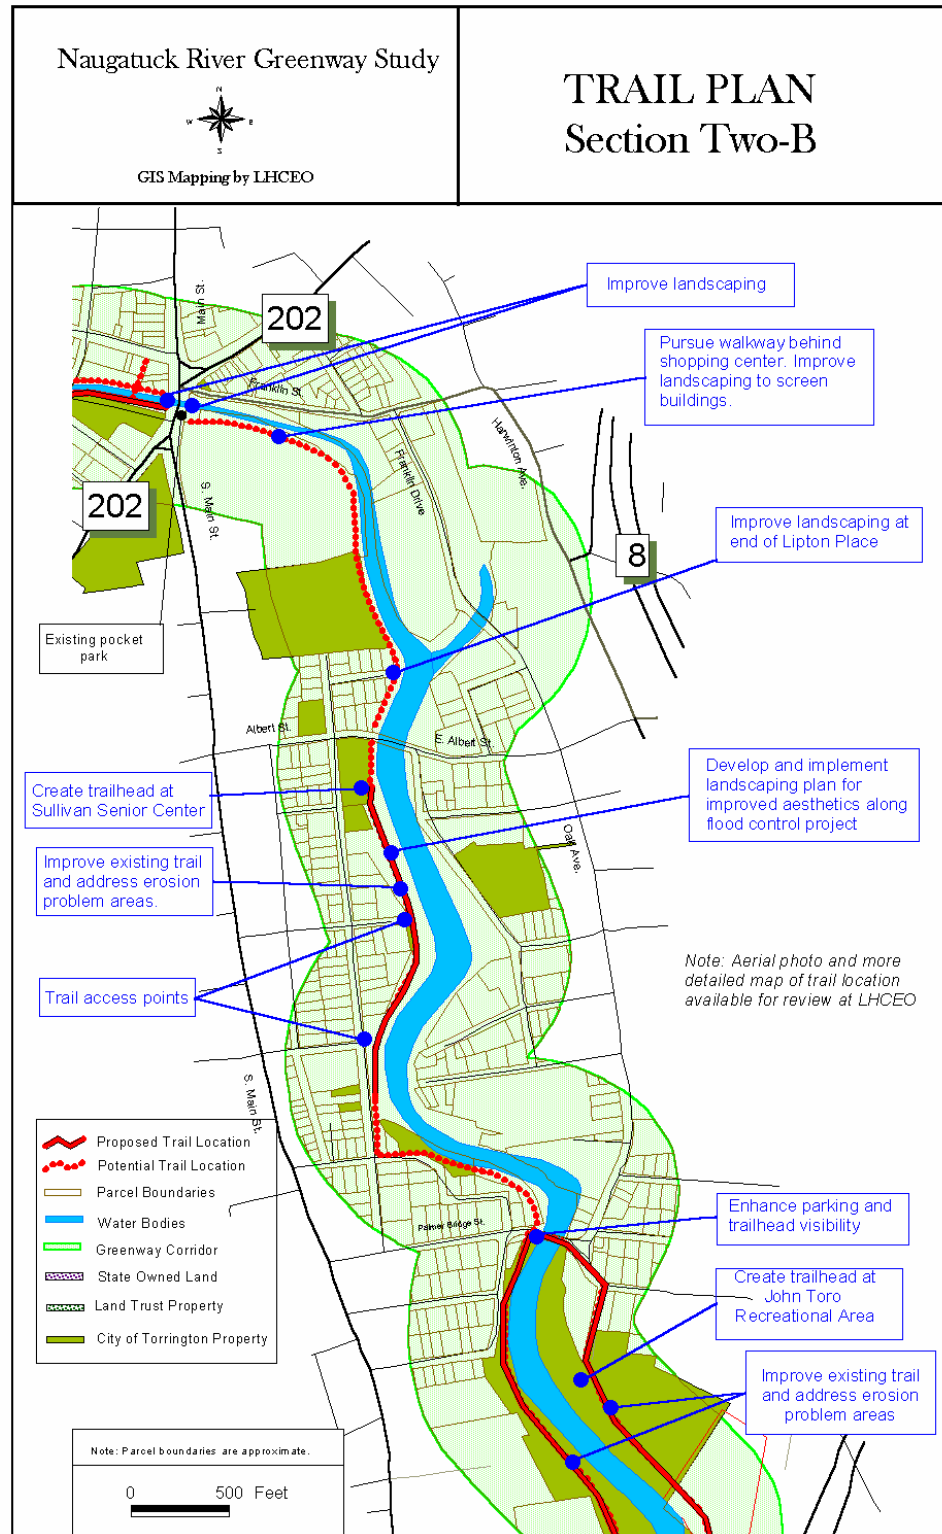 Naugatuck River Greenway Study
N
W E
S
GIS Mapping by LHCEO
TRAIL PLAN
Section Two-B
Main St.
202
Improve landscaping
Pursue walkway behind
shopping center. Improve
landscaping to screen
buildings.
Franklin St.
Harwinton Ave.
Franklin Drive
202
S. Main St.
Improve landscaping at
end of Lipton Place
8
Existing pocket
park
Albert St.
E. Albert St.
Create trailhead at
Sullivan Senior Center
Develop and implement
landscaping plan for
improved aesthetics along
flood control project
Oak Ave.
Improve existing trail
and address erosion
problem areas.
Note: Aerial photo and more
detailed map of trail location
available for review at LHCEO
Trail access points
S. Main St.
Proposed Trail Location
Potential Trail Location
Parcel Boundaries
Water Bodies
Greenway Corridor
State Owned Land
Land Trust Property
City of Torrington Property
Palmer Bridge St.
Enhance parking and
trailhead visibility
Create trailhead at
John Toro
Recreational Area
Improve existing trail
and address erosion
problem areas
Note: Parcel boundaries are approximate.
0 500 Feet